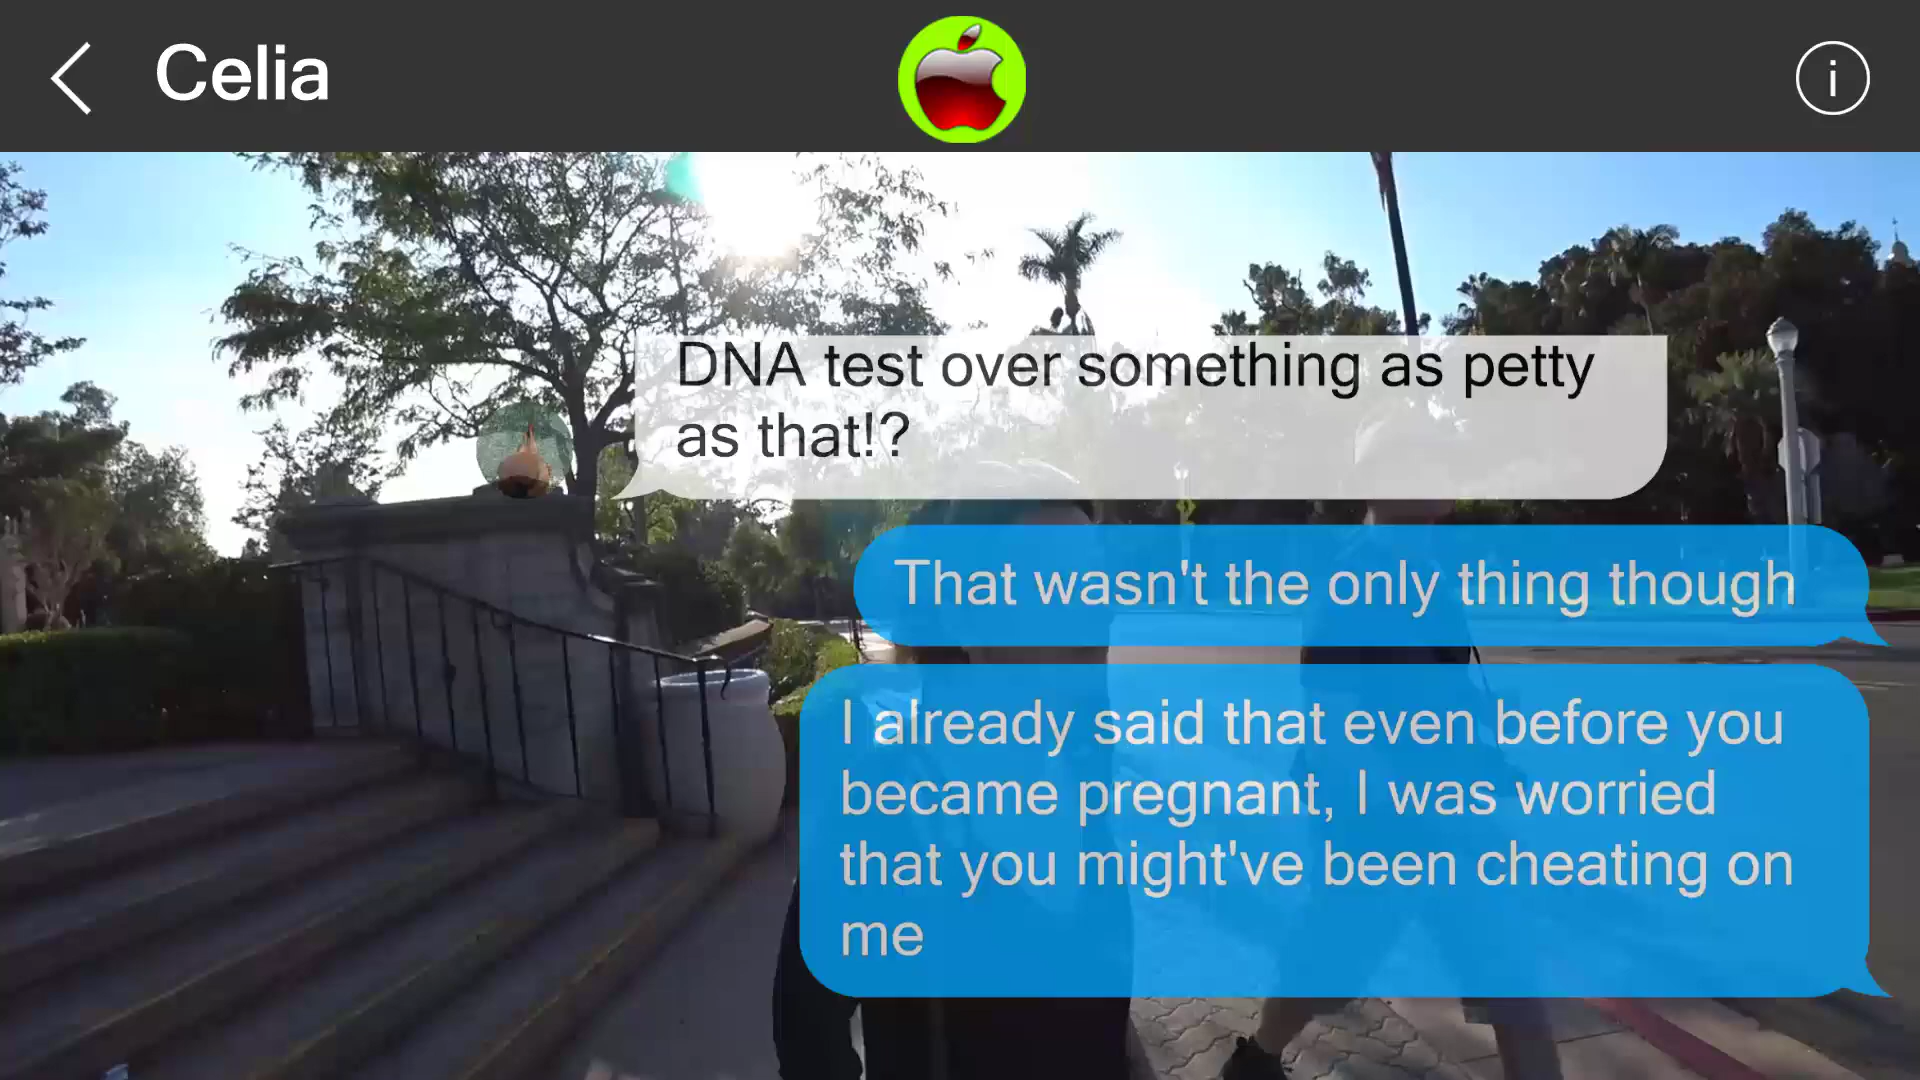 Celia
i
DNA test over something as petty
as that!?
That wasn't the only thing though
I already said that even before you
became pregnant, I was worried
that you might've been cheating on
me